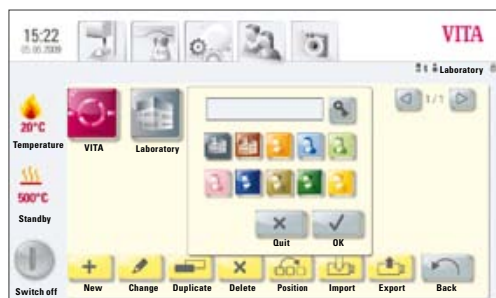 15:22
05.06.2009
VITA
Laboratory
1/1
20°C
Temperature
VITA
Laboratory
500°C
Standby
Quit
OK
Switch off
New
Change
Duplicate
Delete
Position
Import
Export
Back